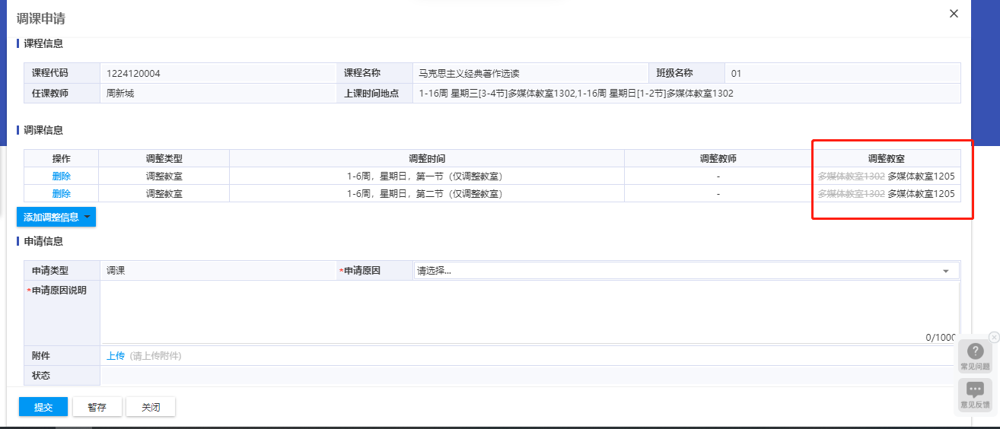 调课申请
课程信息
课程代码 1224120004 课程名称 马克思主义经典著作选读 班级名称 01
任课教师 周新城 上课时间地点 1-16周 星期三[3-4节]多媒体教室1302,1-16周 星期日[1-2节]多媒体教室1302
调课信息
操作 调整类型 调整时间 调整教师 调整教室
删除 调整教室 1-6周，星期日，第一节（仅调整教室） - 多媒体教室1302 多媒体教室1205
删除 调整教室 1-6周，星期日，第二节（仅调整教室） - 多媒体教室1302 多媒体教室1205
添加调整信息
申请信息
申请类型 调课 *申请原因 请选择...
*申请原因说明
0/1000
附件 上传 (请上传附件)
状态
提交 暂存 关闭
常见问题
意见反馈